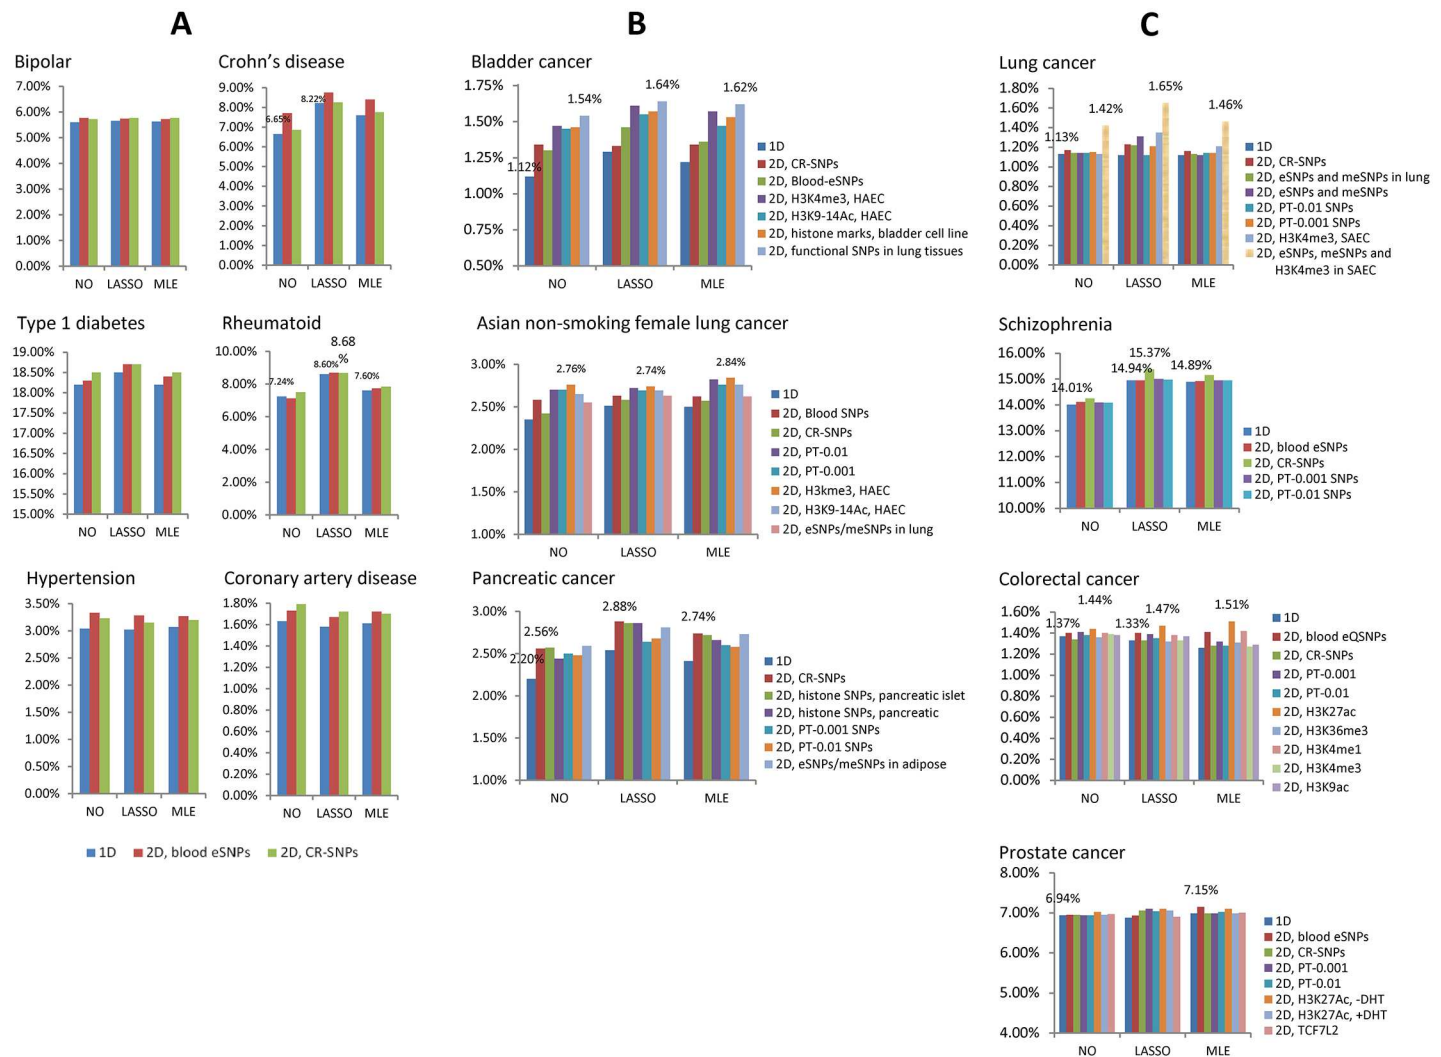 A
B
C
Bipolar
7.00%
6.00%
5.00%
4.00%
3.00%
2.00%
1.00%
0.00%
NO LASSO MLE
Crohn's disease
9.00%
8.00%
7.00%
6.00%
5.00%
4.00%
3.00%
2.00%
1.00%
0.00%
6.65%
8.22%
NO LASSO MLE
Type 1 diabetes
19.00%
18.50%
18.00%
17.50%
17.00%
16.50%
16.00%
15.50%
15.00%
NO LASSO MLE
Rheumatoid
10.00%
8.00%
6.00%
4.00%
2.00%
0.00%
7.24%
8.60%
8.68
%
7.60%
NO LASSO MLE
Hypertension
3.50%
3.00%
2.50%
2.00%
1.50%
1.00%
0.50%
0.00%
NO LASSO MLE
Coronary artery disease
1.80%
1.60%
1.40%
1.20%
1.00%
0.80%
0.60%
0.40%
0.20%
0.00%
NO LASSO MLE
1D 2D, blood eSNPs 2D, CR-SNPs
Bladder cancer
1.75%
1.50%
1.25%
1.00%
0.75%
0.50%
1.12%
1.54%
1.64%
1.62%
NO LASSO MLE
1D
2D, CR-SNPs
2D, Blood-eSNPs
2D, H3K4me3, HAEC
2D, H3K9-14Ac, HAEC
2D, histone marks, bladder cell line
2D, functional SNPs in lung tissues
Asian non-smoking female lung cancer
3.00%
2.50%
2.00%
1.50%
1.00%
2.76%
2.74%
2.84%
NO LASSO MLE
1D
2D, Blood SNPs
2D, CR-SNPs
2D, PT-0.01
2D, PT-0.001
2D, H3kme3, HAEC
2D, H3K9-14Ac, HAEC
2D, eSNPs/meSNPs in lung
Pancreatic cancer
3.00%
2.50%
2.00%
1.50%
1.00%
2.20%
2.56%
2.88%
2.74%
NO LASSO MLE
1D
2D, CR-SNPs
2D, histone SNPs, pancreatic islet
2D, histone SNPs, pancreatic
2D, PT-0.001 SNPs
2D, PT-0.01 SNPs
2D, eSNPs/meSNPs in adipose
Lung cancer
1.80%
1.60%
1.40%
1.20%
1.00%
0.80%
0.60%
0.40%
0.20%
0.00%
1.13%
1.42%
1.65%
1.46%
NO LASSO MLE
1D
2D, CR-SNPs
2D, eSNPs and meSNPs in lung
2D, eSNPs and meSNPs
2D, PT-0.01 SNPs
2D, PT-0.001 SNPs
2D, H3K4me3, SAEC
2D, eSNPs, meSNPs and
H3K4me3 in SAEC
Schizophrenia
16.00%
15.00%
14.00%
13.00%
12.00%
11.00%
10.00%
14.01%
14.94%
15.37%
14.89%
NO LASSO MLE
1D
2D, blood eSNPs
2D, CR-SNPs
2D, PT-0.001 SNPs
2D, PT-0.01 SNPs
Colorectal cancer
1.60%
1.40%
1.20%
1.00%
0.80%
0.60%
0.40%
0.20%
0.00%
1.37%
1.44%
1.33%
1.47%
1.51%
NO LASSO MLE
1D
2D, blood eQSNPs
2D, CR-SNPs
2D, PT-0.001
2D, PT-0.01
2D, H3K27ac
2D, H3K36me3
2D, H3K4me1
2D, H3K4me3
2D, H3K9ac
Prostate cancer
8.00%
7.00%
6.00%
5.00%
4.00%
6.94%
7.15%
NO LASSO MLE
1D
2D, blood eSNPs
2D, CR-SNPs
2D, PT-0.001
2D, PT-0.01
2D, H3K27Ac, -DHT
2D, H3K27Ac, +DHT
2D, TCF7L2